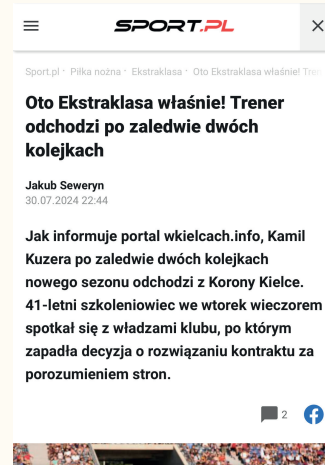 SPORT.PL
Sport.pl Piłka nożna Ekstraklasa Oto Ekstraklasa właśnie! Tren
Oto Ekstraklasa właśnie! Trener
odchodzi po zaledwie dwóch
kolejkach
Jakub Seweryn
30.07.2024 22:44
Jak informuje portal wkielcach.info, Kamil
Kuzera po zaledwie dwóch kolejkach
nowego sezonu odchodzi z Korony Kielce.
41-letni szkoleniowiec we wtorek wieczorem
spotkał się z władzami klubu, po którym
zapadła decyzja o rozwiązaniu kontraktu za
porozumieniem stron.
2